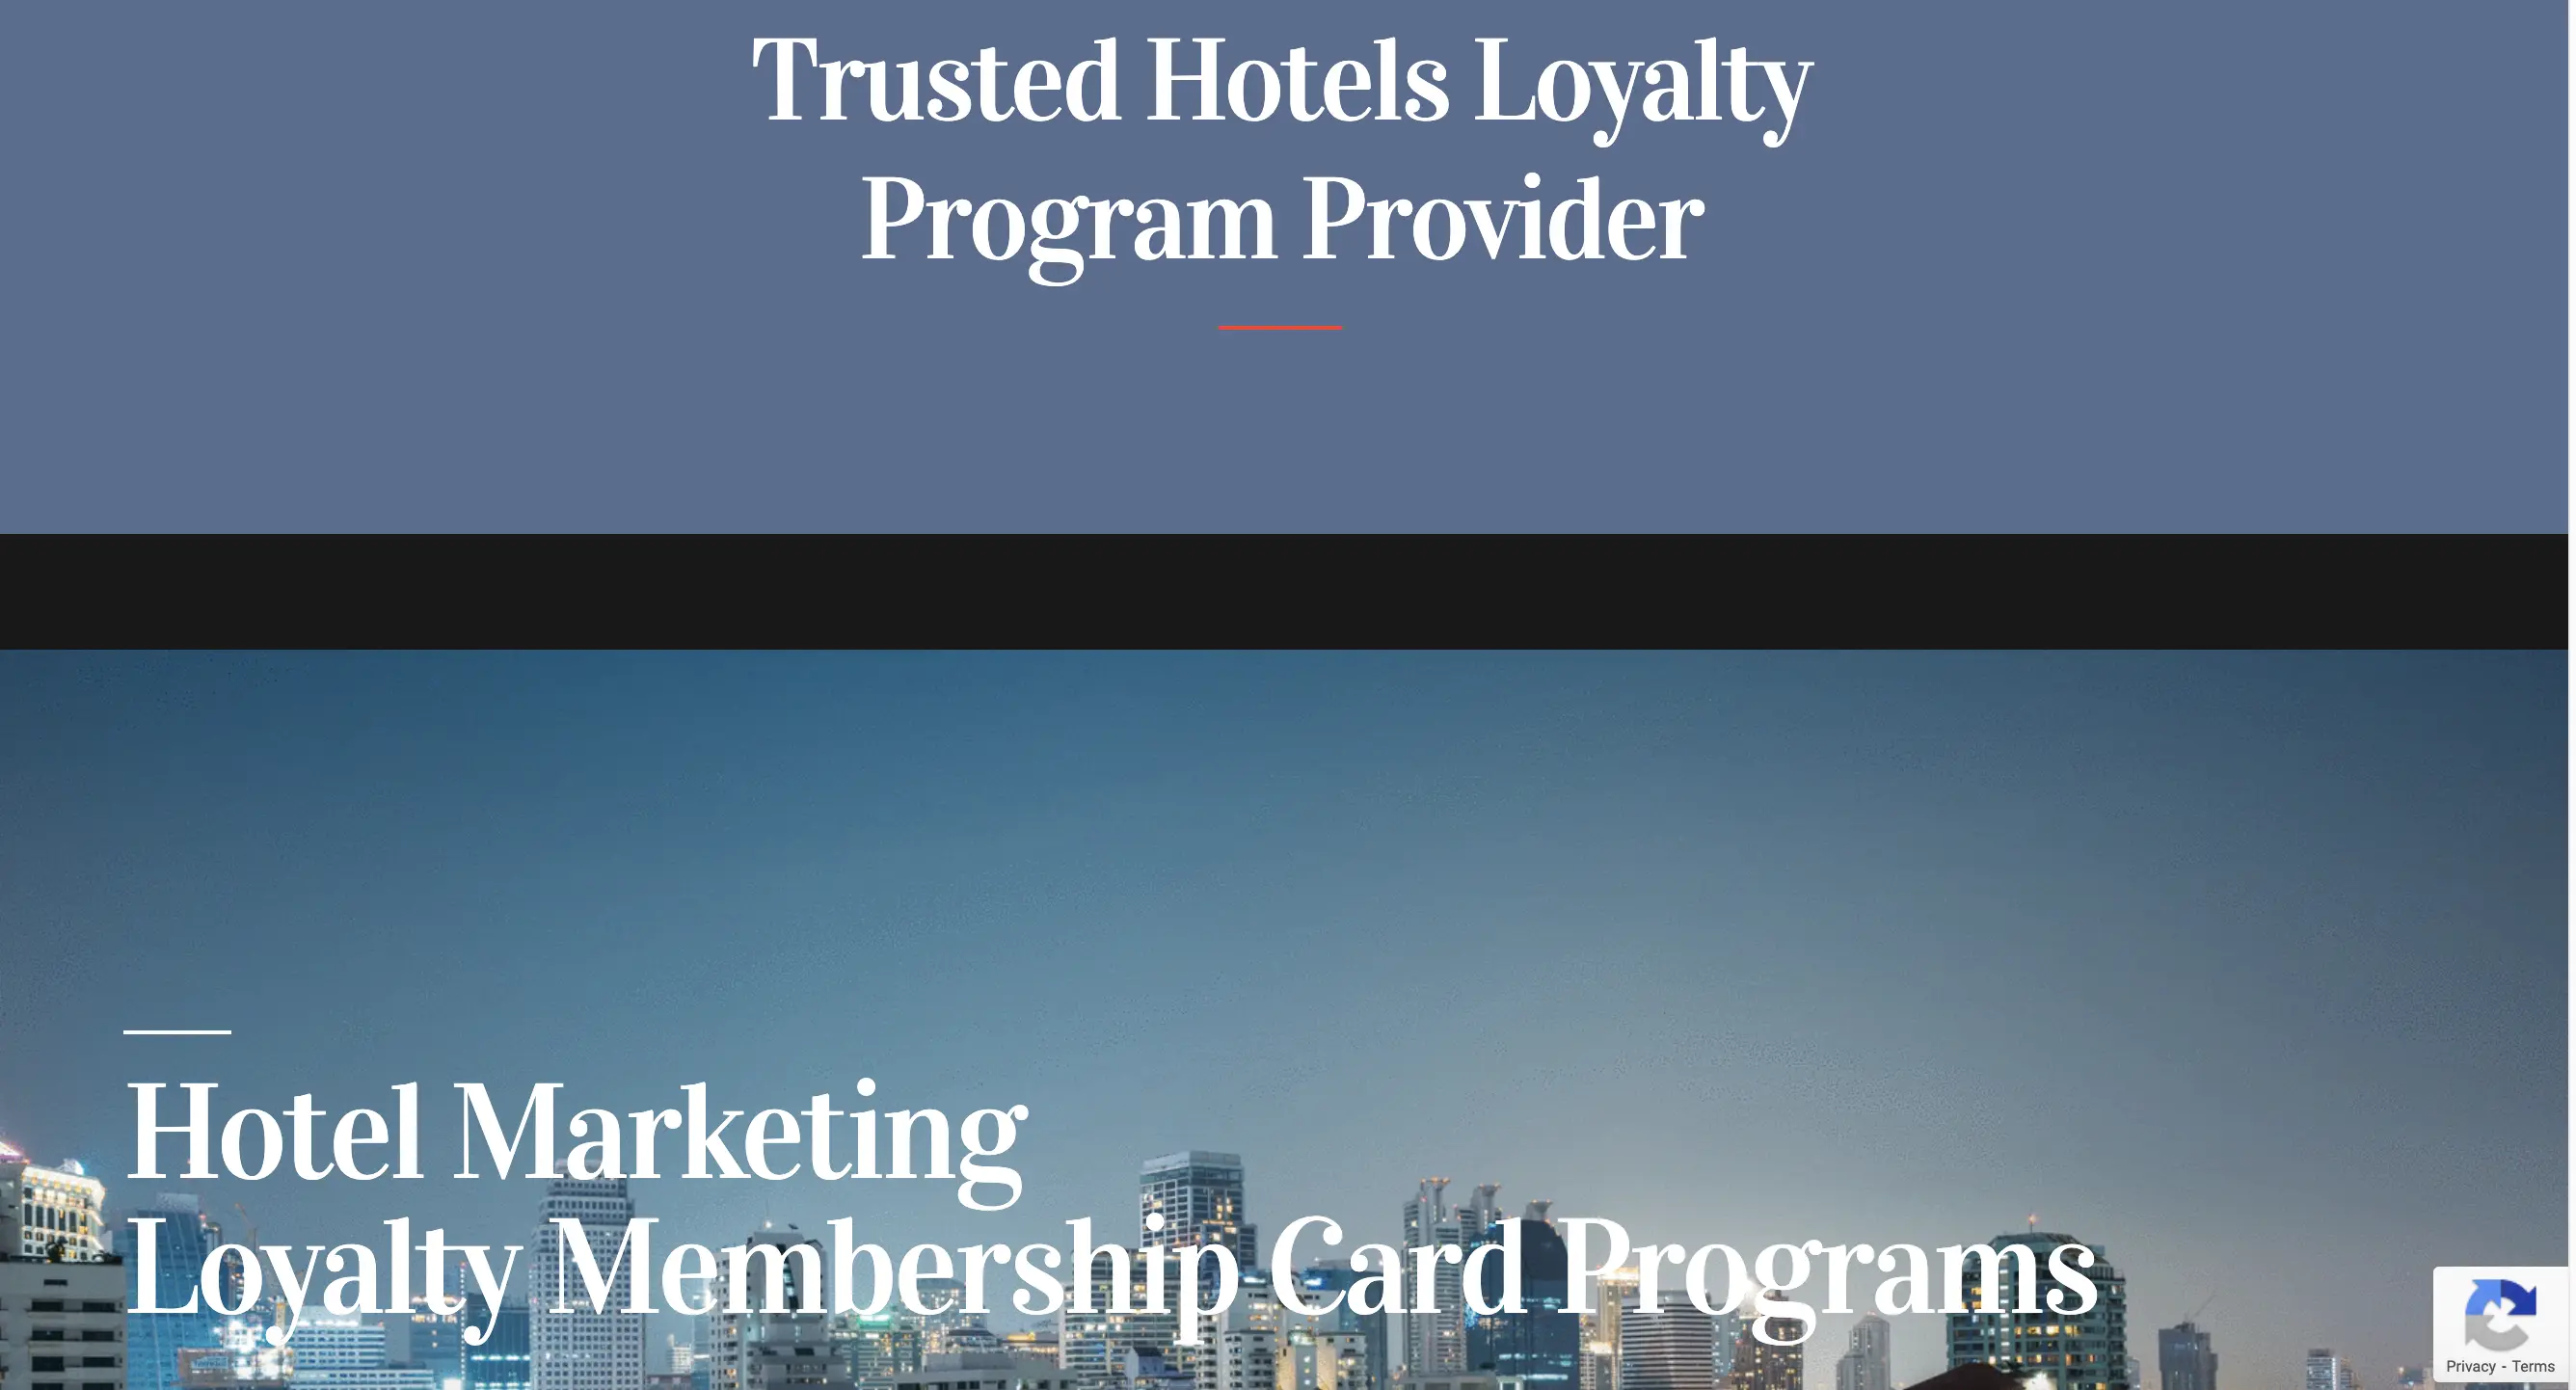 Trusted Hotels Loyalty
Program Provider
Hotel Marketing
Loyalty Membership Card Programs
Privacy - Terms